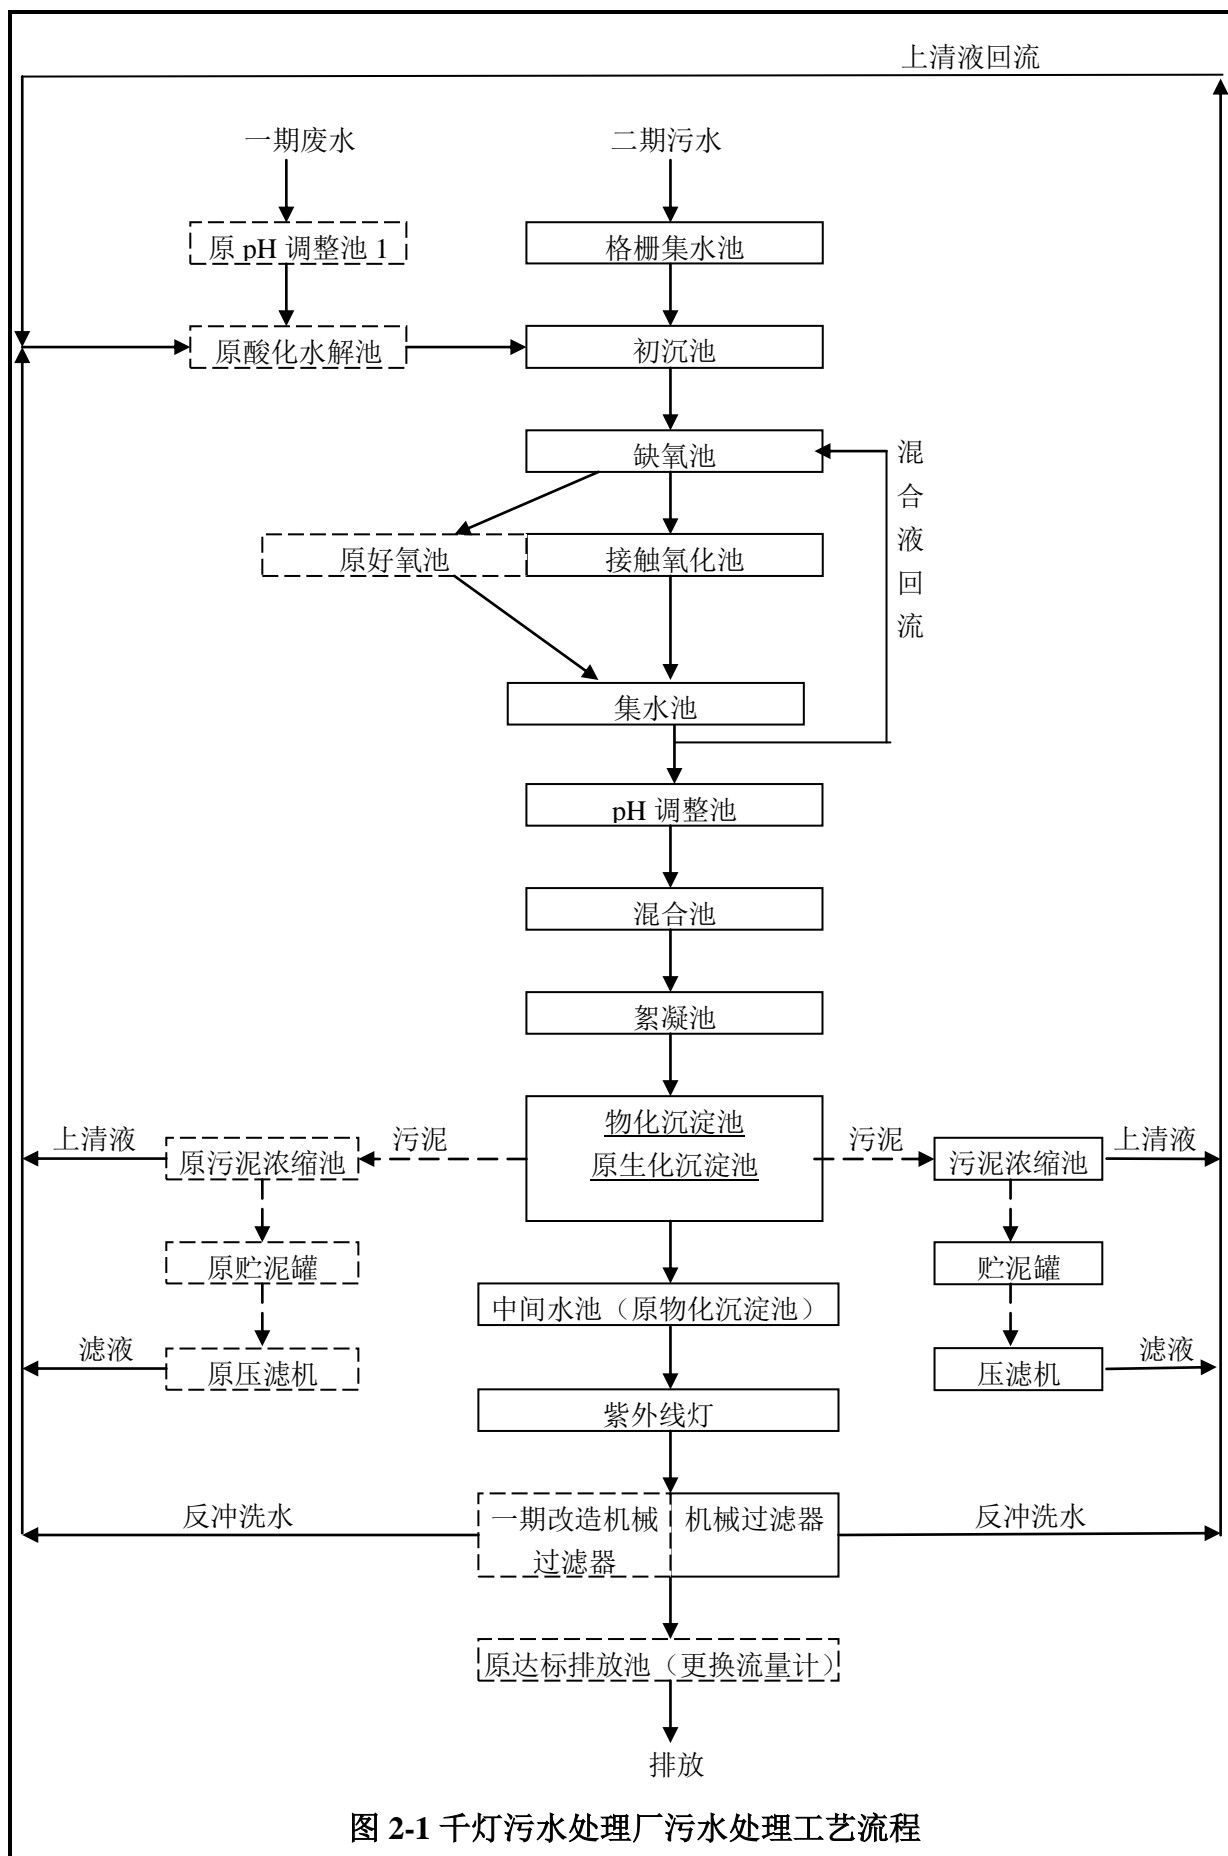 上清液回流
一期废水
二期污水
原 pH 调整池 1
格栅集水池
原酸化水解池
初沉池
缺氧池
混
合
液
回
流
原好氧池
接触氧化池
集水池
pH 调整池
混合池
絮凝池
物化沉淀池
原生化沉淀池
上清液
原污泥浓缩池
污泥
污泥
污泥浓缩池
上清液
原贮泥罐
贮泥罐
中间水池（原物化沉淀池）
滤液
原压滤机
压滤机
滤液
紫外线灯
反冲洗水
一期改造机械
过滤器
机械过滤器
反冲洗水
原达标排放池（更换流量计）
排放
图 2-1 千灯污水处理厂污水处理工艺流程